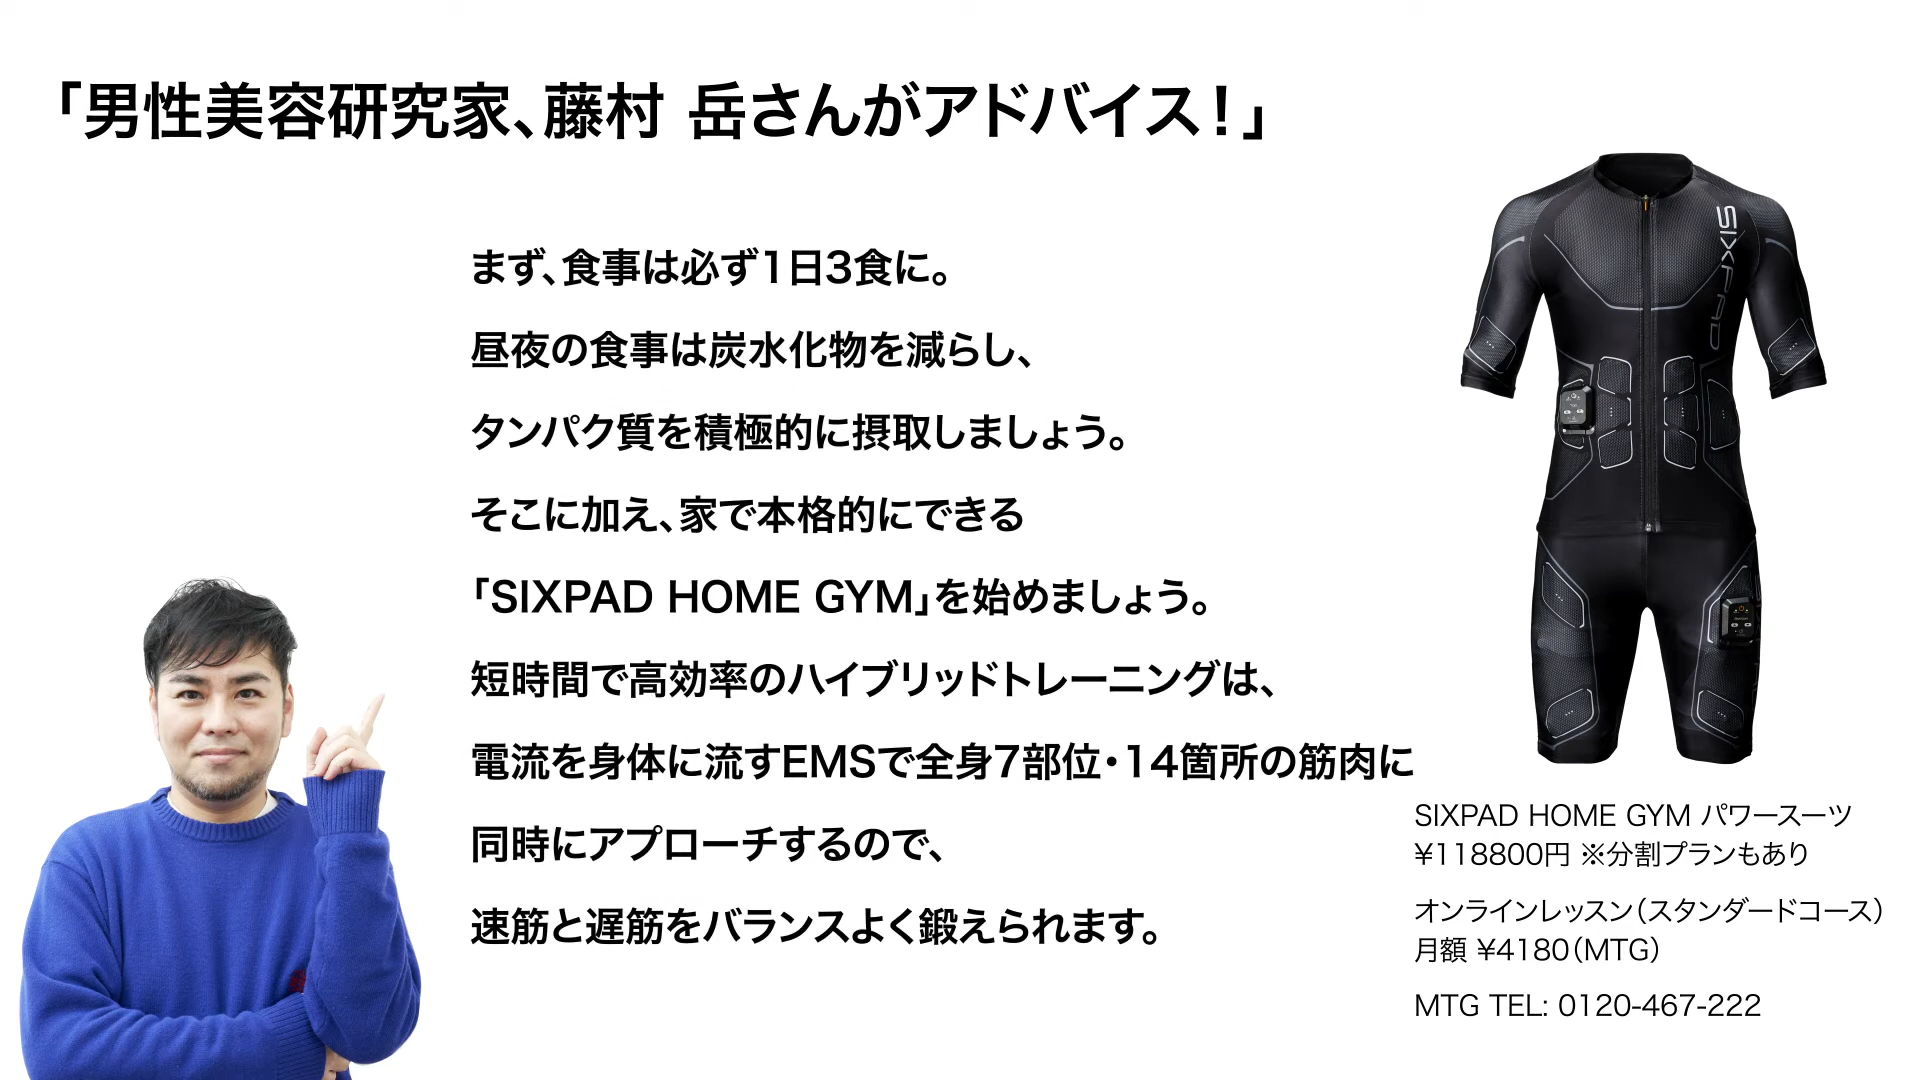 「男性美容研究家、藤村 岳さんがアドバイス！」
まず、食事は必ず1日3食に。
昼夜の食事は炭水化物を減らし、
タンパク質を積極的に摂取しましょう。
そこに加え、家で本格的にできる
「SIXPAD HOME GYM」を始めましょう。
短時間で高効率のハイブリッドトレーニングは、
電流を身体に流すEMSで全身7部位・14箇所の筋肉に
同時にアプローチするので、
速筋と遅筋をバランスよく鍛えられます。
SIXPAD
SIXPAD HOME GYM パワースーツ
¥118800円 ※分割プランもあり
オンラインレッスン（スタンダードコース）
月額 ¥4180（MTG）
MTG TEL: 0120-467-222